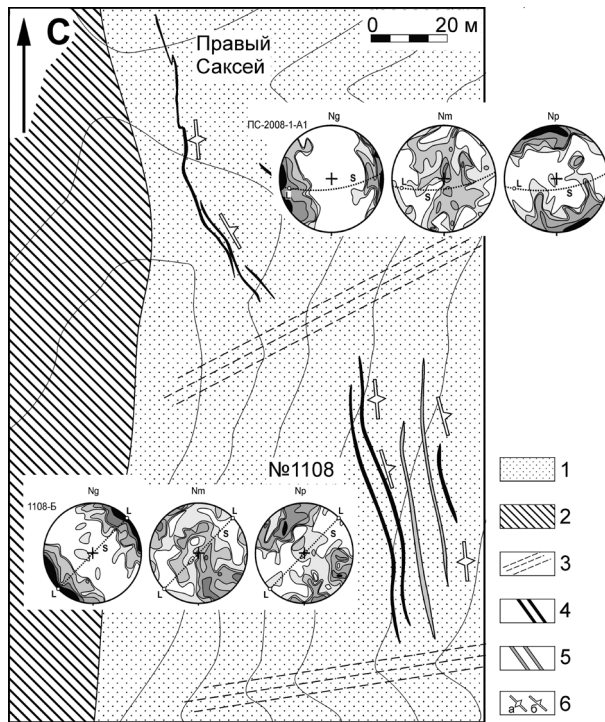 С
Правый
Саксей
0 20 м
ПС-2008-1-А1
Ng
Nm
Np
L
S
L
S
L
S
№1108
1108-Б
Ng
Nm
Np
L
S
L
L
S
L
L
S
L
1
2
3
4
5
а б 6